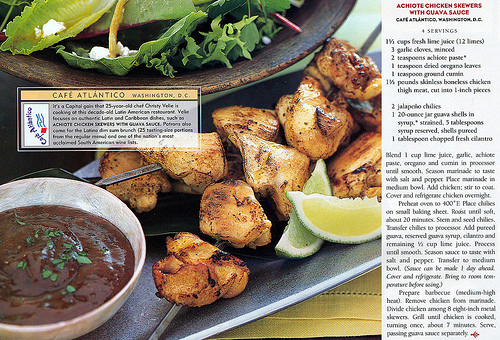 ACHIOTE CHICKEN SKEWERS
WITH GUAVA SAUCE
CAFÉ ATLÁNTICO, WASHINGTON, D.C.
4 SERVINGS
1½ cups fresh lime juice (12 limes)
3 garlic cloves, minced
2 teaspoons achiote paste*
1 teaspoon dried oregano leaves
1 teaspoon ground cumin
1½ pounds skinless boneless chicken
thigh meat, cut into 1-inch pieces
2 jalapeño chilies
1 20-ounce jar guava shells in
syrup,* strained, 5 tablespoons
syrup reserved, shells pureed
1 tablespoon chopped fresh cilantro
Blend 1 cup lime juice, garlic, achiote
paste, oregano and cumin in processor
until smooth. Season marinade to taste
with salt and pepper. Place marinade in
medium bowl. Add chicken; stir to coat.
Cover and refrigerate chicken overnight.
Preheat oven to 400°F. Place chilies
on small baking sheet. Roast until soft,
about 20 minutes. Stem and seed chilies.
Transfer chilies to processor. Add pureed
guava, reserved guava syrup, cilantro and
remaining ½ cup lime juice. Process
until smooth. Season sauce to taste with
salt and pepper. Transfer to medium
bowl. (Sauce can be made 1 day ahead.
Cover and refrigerate. Bring to room tem-
perature before using.)
Prepare barbecue (medium-high
heat). Remove chicken from marinade.
Divide chicken among 8 eight-inch metal
skewers. Grill until chicken is cooked,
turning once, about 7 minutes. Serve,
passing guava sauce separately.
CAFÉ ATLÁNTICO WASHINGTON, D.C.
It's a Capitol gain that 25-year-old chef Christy Velie is
cooking at this decade-old Latin American restaurant. Velie
focuses on authentic Latin and Caribbean dishes, such as
ACHIOTE CHICKEN SKEWERS WITH GUAVA SAUCE. Patrons also
come for the Latino dim sum brunch (25 tasting-size portions
from the regular menu) and one of the nation's most
acclaimed South American wine lists.
Café Atlántico